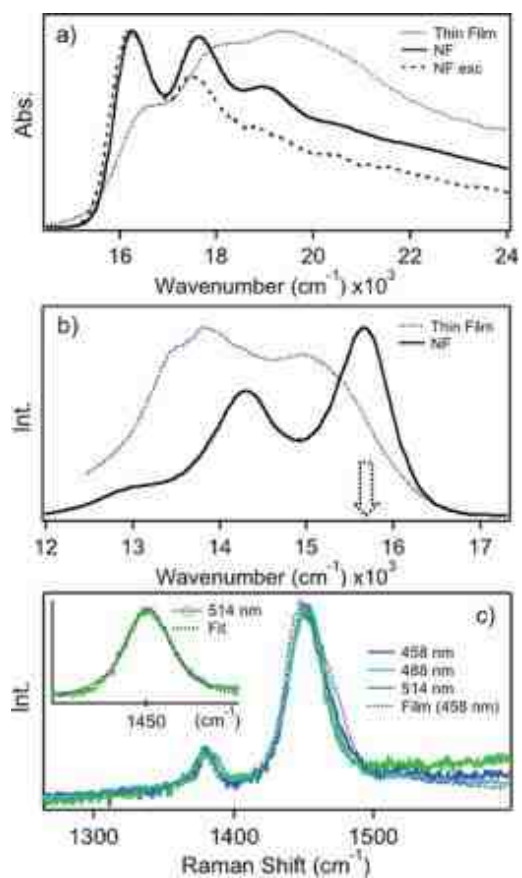 a)
Thin Film
NF
NF exc
Abs.
16 18 20 22 24
Wavenumber (cm⁻¹) x10³
b)
Thin Film
NF
Int.
12 13 14 15 16 17
Wavenumber (cm⁻¹) x10³
c)
514 nm
Fit
1450 (cm⁻¹)
458 nm
488 nm
514 nm
Film (458 nm)
Int.
1300 1400 1500
Raman Shift (cm⁻¹)